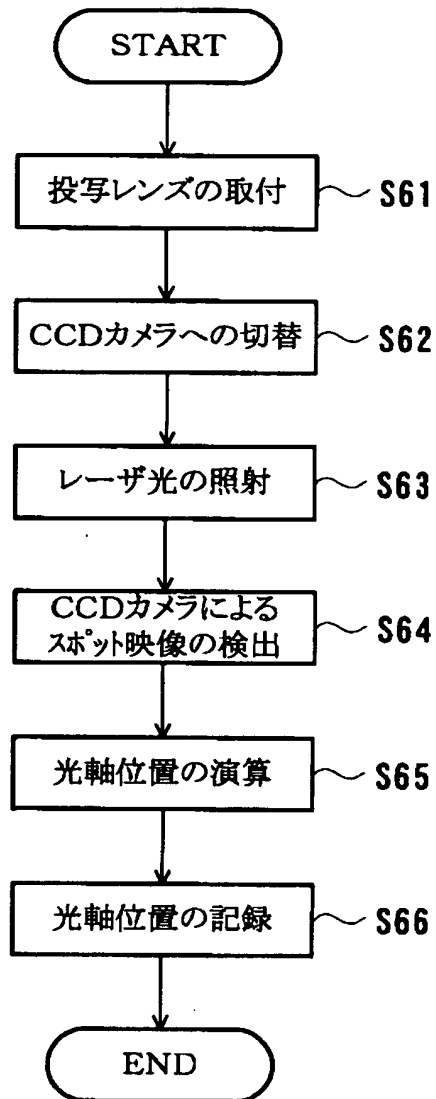 START
投写レンズの取付
S61
CCDカメラへの切替
S62
レーザ光の照射
S63
CCDカメラによる
スポット映像の検出
S64
光軸位置の演算
S65
光軸位置の記録
S66
END